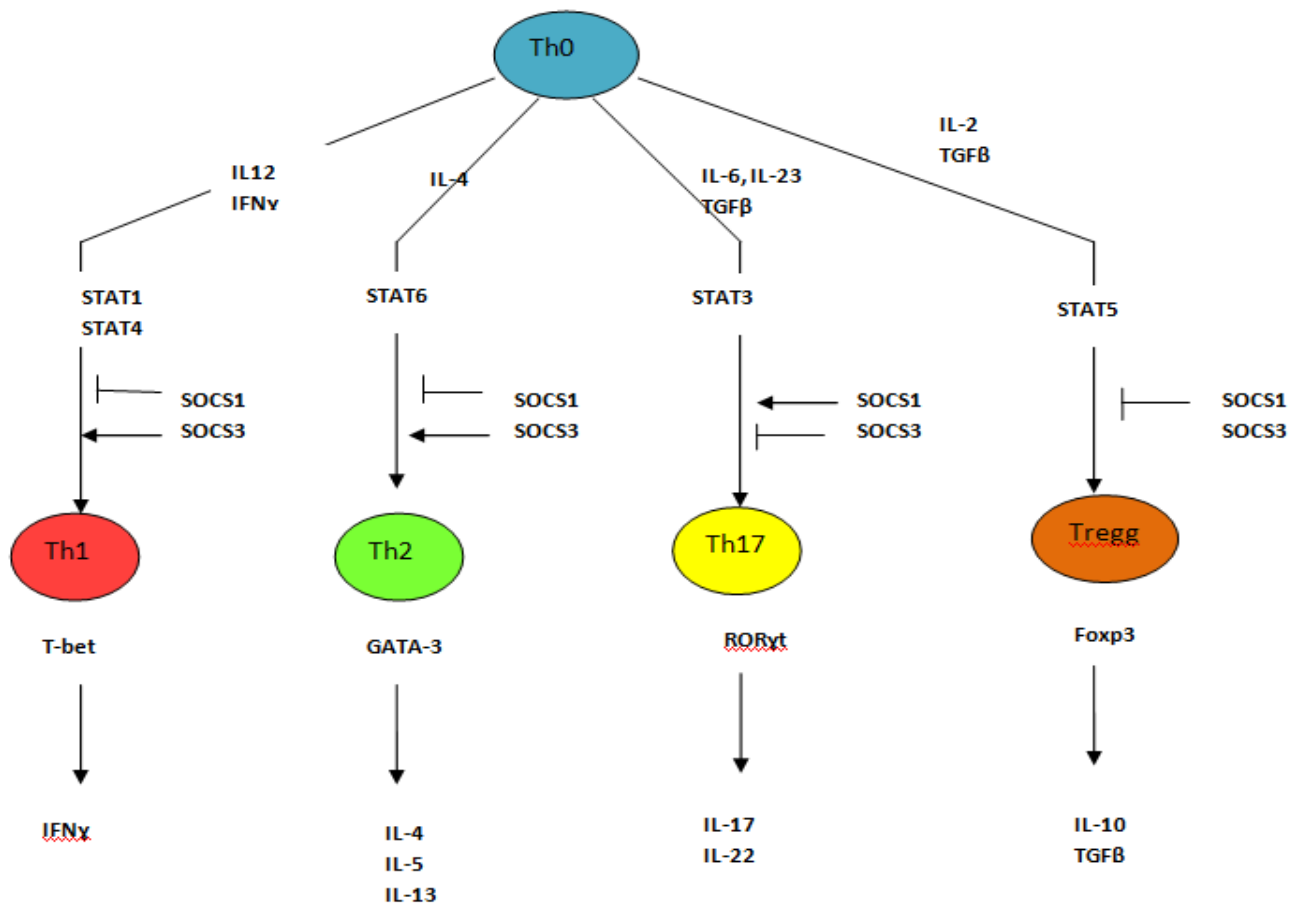 Th0
IL12
IFNγ
IL-4
IL-6, IL-23
TGFβ
IL-2
TGFβ
STAT1
STAT4
STAT6
STAT3
STAT5
SOCS1
SOCS3
SOCS1
SOCS3
SOCS1
SOCS3
SOCS1
SOCS3
Th1
Th2
Th17
Tregg
T-bet
GATA-3
RORγt
Foxp3
IFNγ
IL-4
IL-5
IL-13
IL-17
IL-22
IL-10
TGFβ